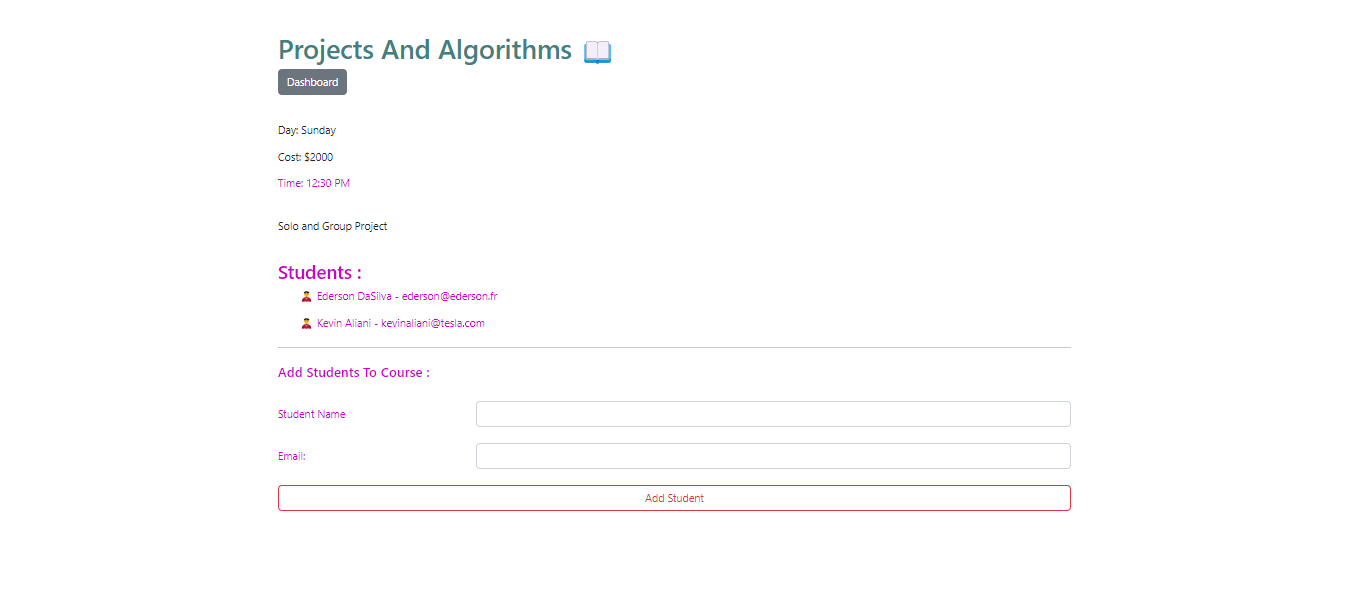 Projects And Algorithms
Dashboard
Day: Sunday
Cost: $2000
Time: 12:30 PM
Solo and Group Project
Students :
Ederson DaSilva - ederson@ederson.fr
Kevin Aliani - kevinaliani@tesla.com
Add Students To Course :
Student Name
Email:
Add Student